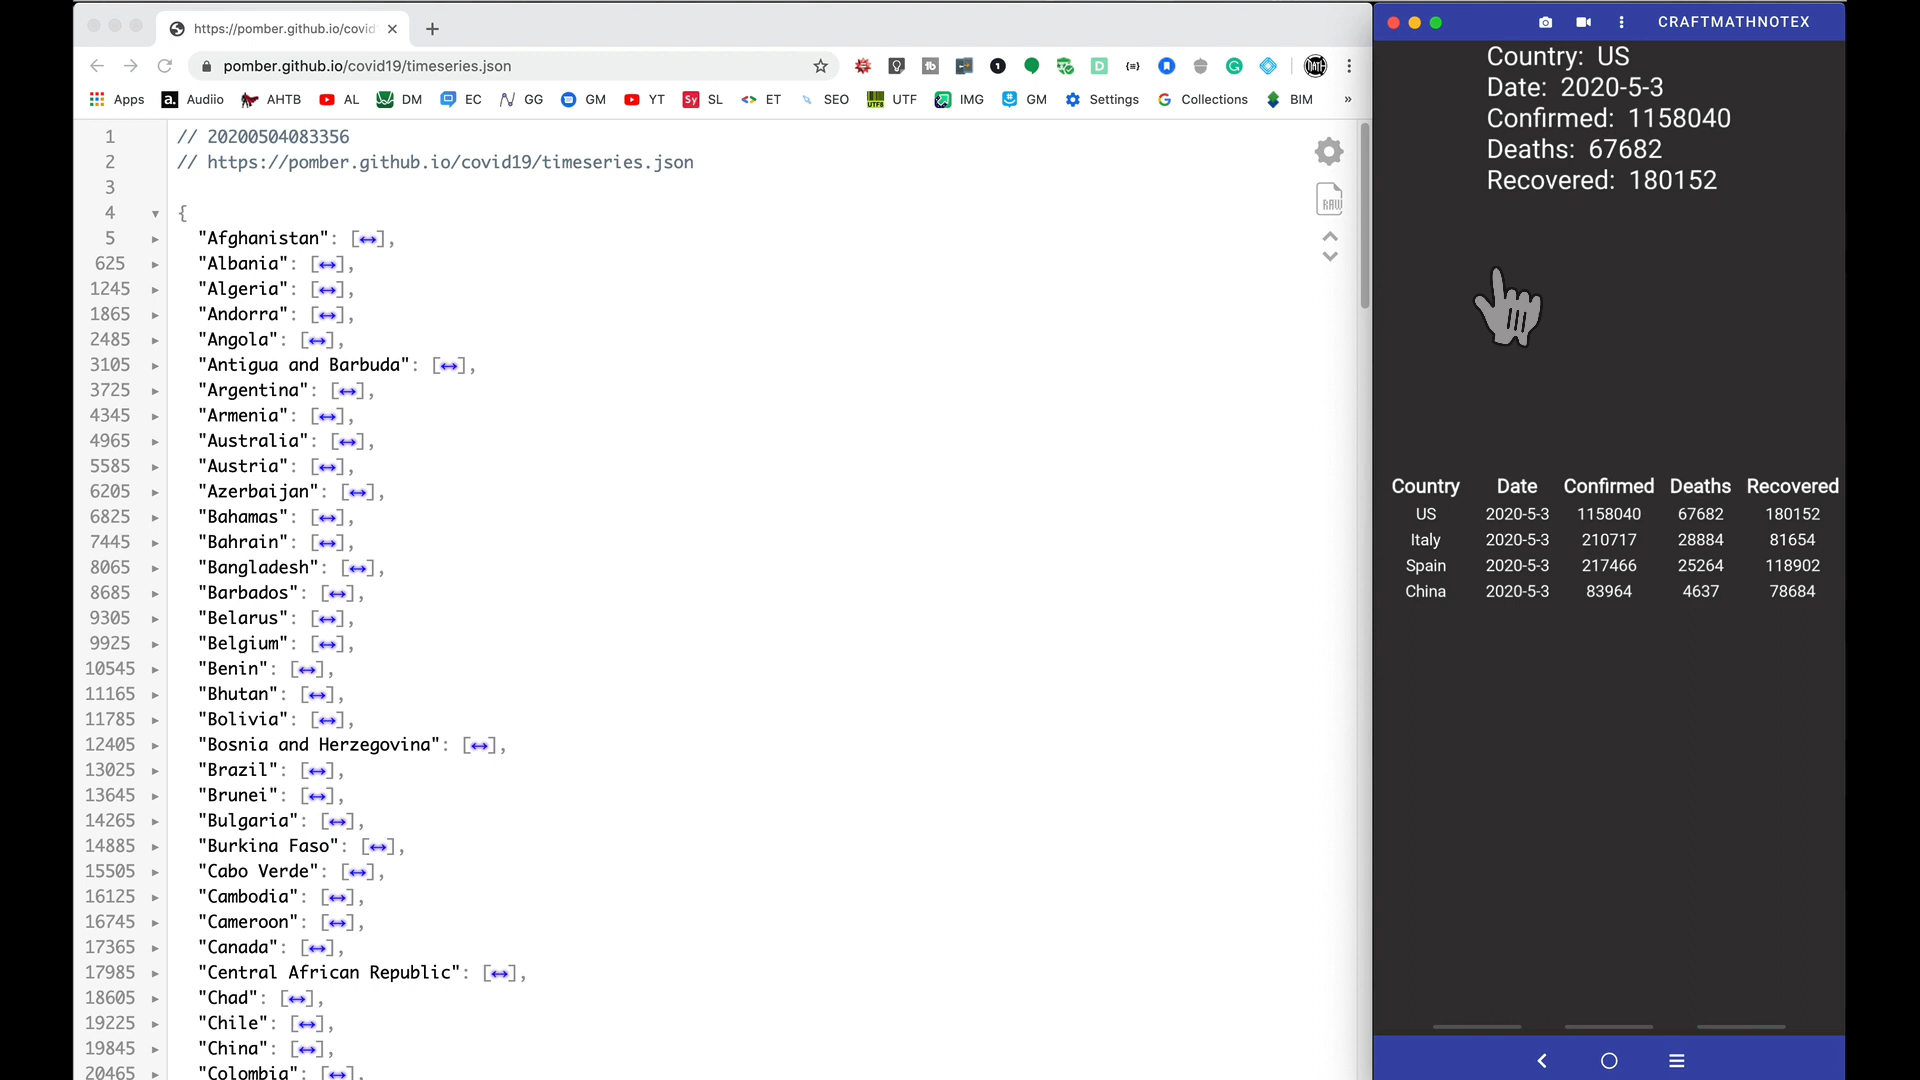 https://pomber.github.io/covid
pomber.github.io/covid19/timeseries.json
Apps Audiio AHTB AL DM EC GG GM YT SL ET SEO UTF IMG GM Settings Collections BIM »
1 // 20200504083356
2 // https://pomber.github.io/covid19/timeseries.json
3
4 {
5 "Afghanistan": [↔],
625 "Albania": [↔],
1245 "Algeria": [↔],
1865 "Andorra": [↔],
2485 "Angola": [↔],
3105 "Antigua and Barbuda": [↔],
3725 "Argentina": [↔],
4345 "Armenia": [↔],
4965 "Australia": [↔],
5585 "Austria": [↔],
6205 "Azerbaijan": [↔],
6825 "Bahamas": [↔],
7445 "Bahrain": [↔],
8065 "Bangladesh": [↔],
8685 "Barbados": [↔],
9305 "Belarus": [↔],
9925 "Belgium": [↔],
10545 "Benin": [↔],
11165 "Bhutan": [↔],
11785 "Bolivia": [↔],
12405 "Bosnia and Herzegovina": [↔],
13025 "Brazil": [↔],
13645 "Brunei": [↔],
14265 "Bulgaria": [↔],
14885 "Burkina Faso": [↔],
15505 "Cabo Verde": [↔],
16125 "Cambodia": [↔],
16745 "Cameroon": [↔],
17365 "Canada": [↔],
17985 "Central African Republic": [↔],
18605 "Chad": [↔],
19225 "Chile": [↔],
19845 "China": [↔],
20465 "Colombia": [↔],
RAW
CRAFTMATHNOTEX
Country: US
Date: 2020-5-3
Confirmed: 1158040
Deaths: 67682
Recovered: 180152
Country Date Confirmed Deaths Recovered
US 2020-5-3 1158040 67682 180152
Italy 2020-5-3 210717 28884 81654
Spain 2020-5-3 217466 25264 118902
China 2020-5-3 83964 4637 78684